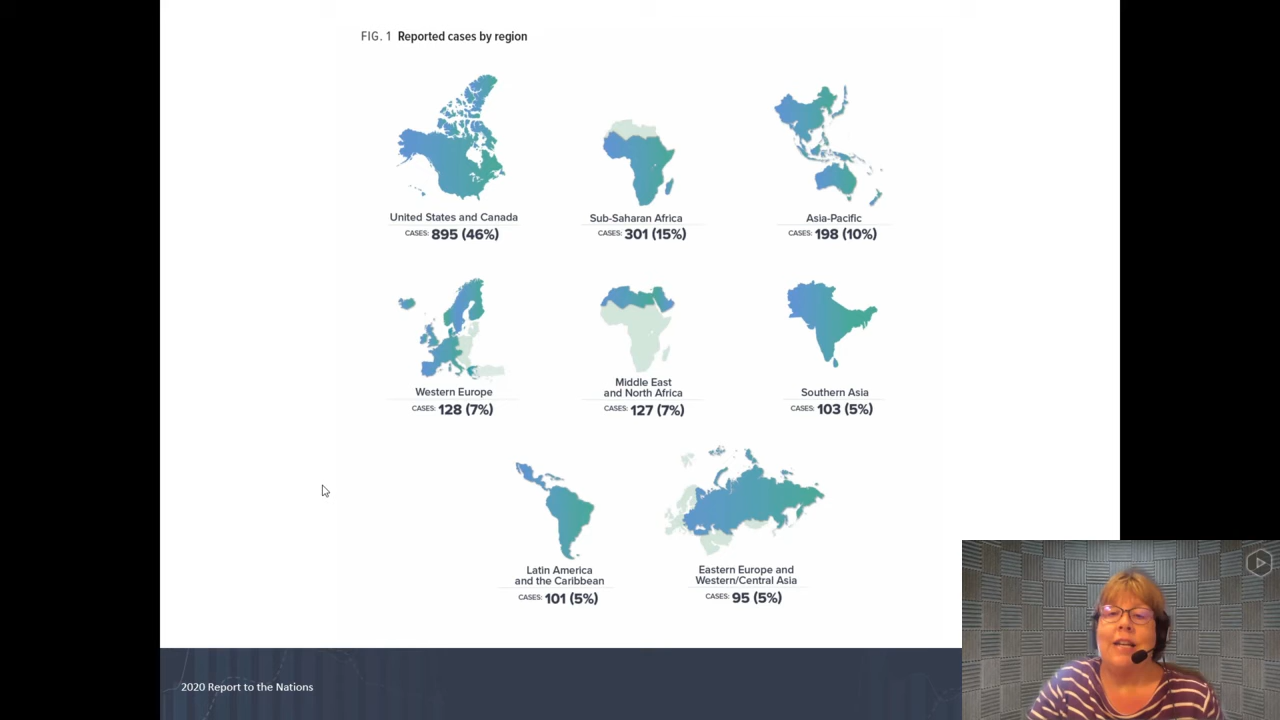 FIG. 1 Reported cases by region
United States and Canada
CASES: 895 (46%)
Sub-Saharan Africa
CASES: 301 (15%)
Asia-Pacific
CASES: 198 (10%)
Western Europe
CASES: 128 (7%)
Middle East
and North Africa
CASES: 127 (7%)
Southern Asia
CASES: 103 (5%)
Latin America
and the Caribbean
CASES: 101 (5%)
Eastern Europe and
Western/Central Asia
CASES: 95 (5%)
2020 Report to the Nations